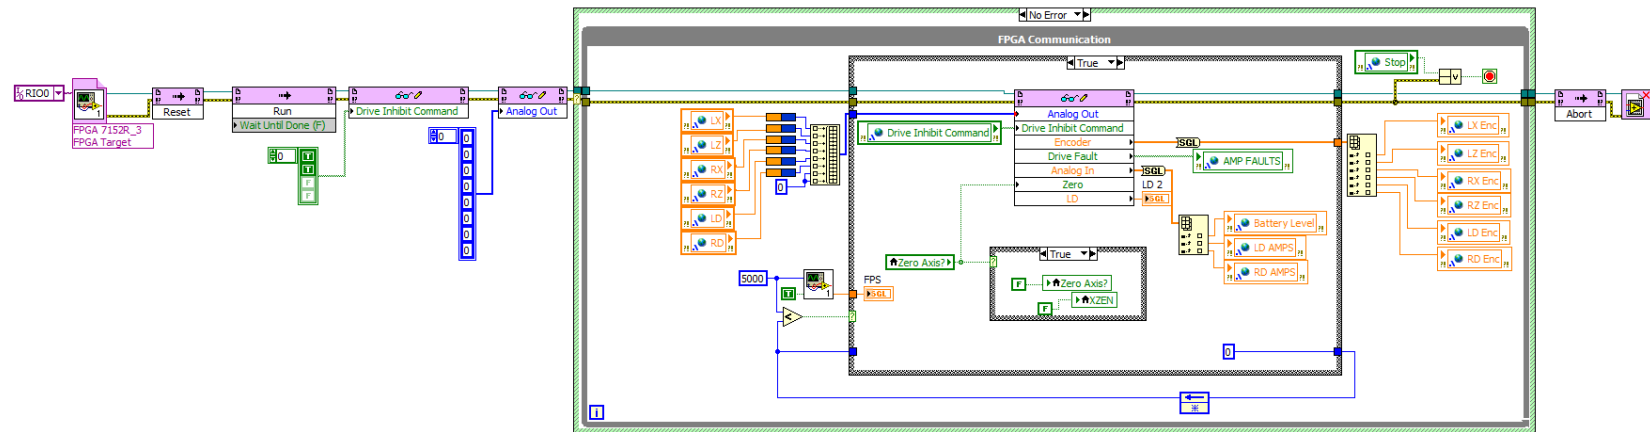 No Error
FPGA Communication
True
Stop
RIO0
FPGA 7152R_3
FPGA Target
Reset
Run
Wait Until Done (F)
Drive Inhibit Command
Analog Out
0
T
T
F
F
0
0
0
0
0
0
0
0
LX
LZ
RX
RZ
LD
RD
0
Drive Inhibit Command
Analog Out
Drive Inhibit Command
Encoder
Drive Fault
Analog In
Zero
LD
SGL
AMP FAULTS
SGL
LD 2
SGL
Battery Level
LD AMPS
RD AMPS
LX Enc
LZ Enc
RX Enc
RZ Enc
LD Enc
RD Enc
Abort
Zero Axis?
True
F
Zero Axis?
F
XZEN
5000
T
FPS
SGL
<
0
i